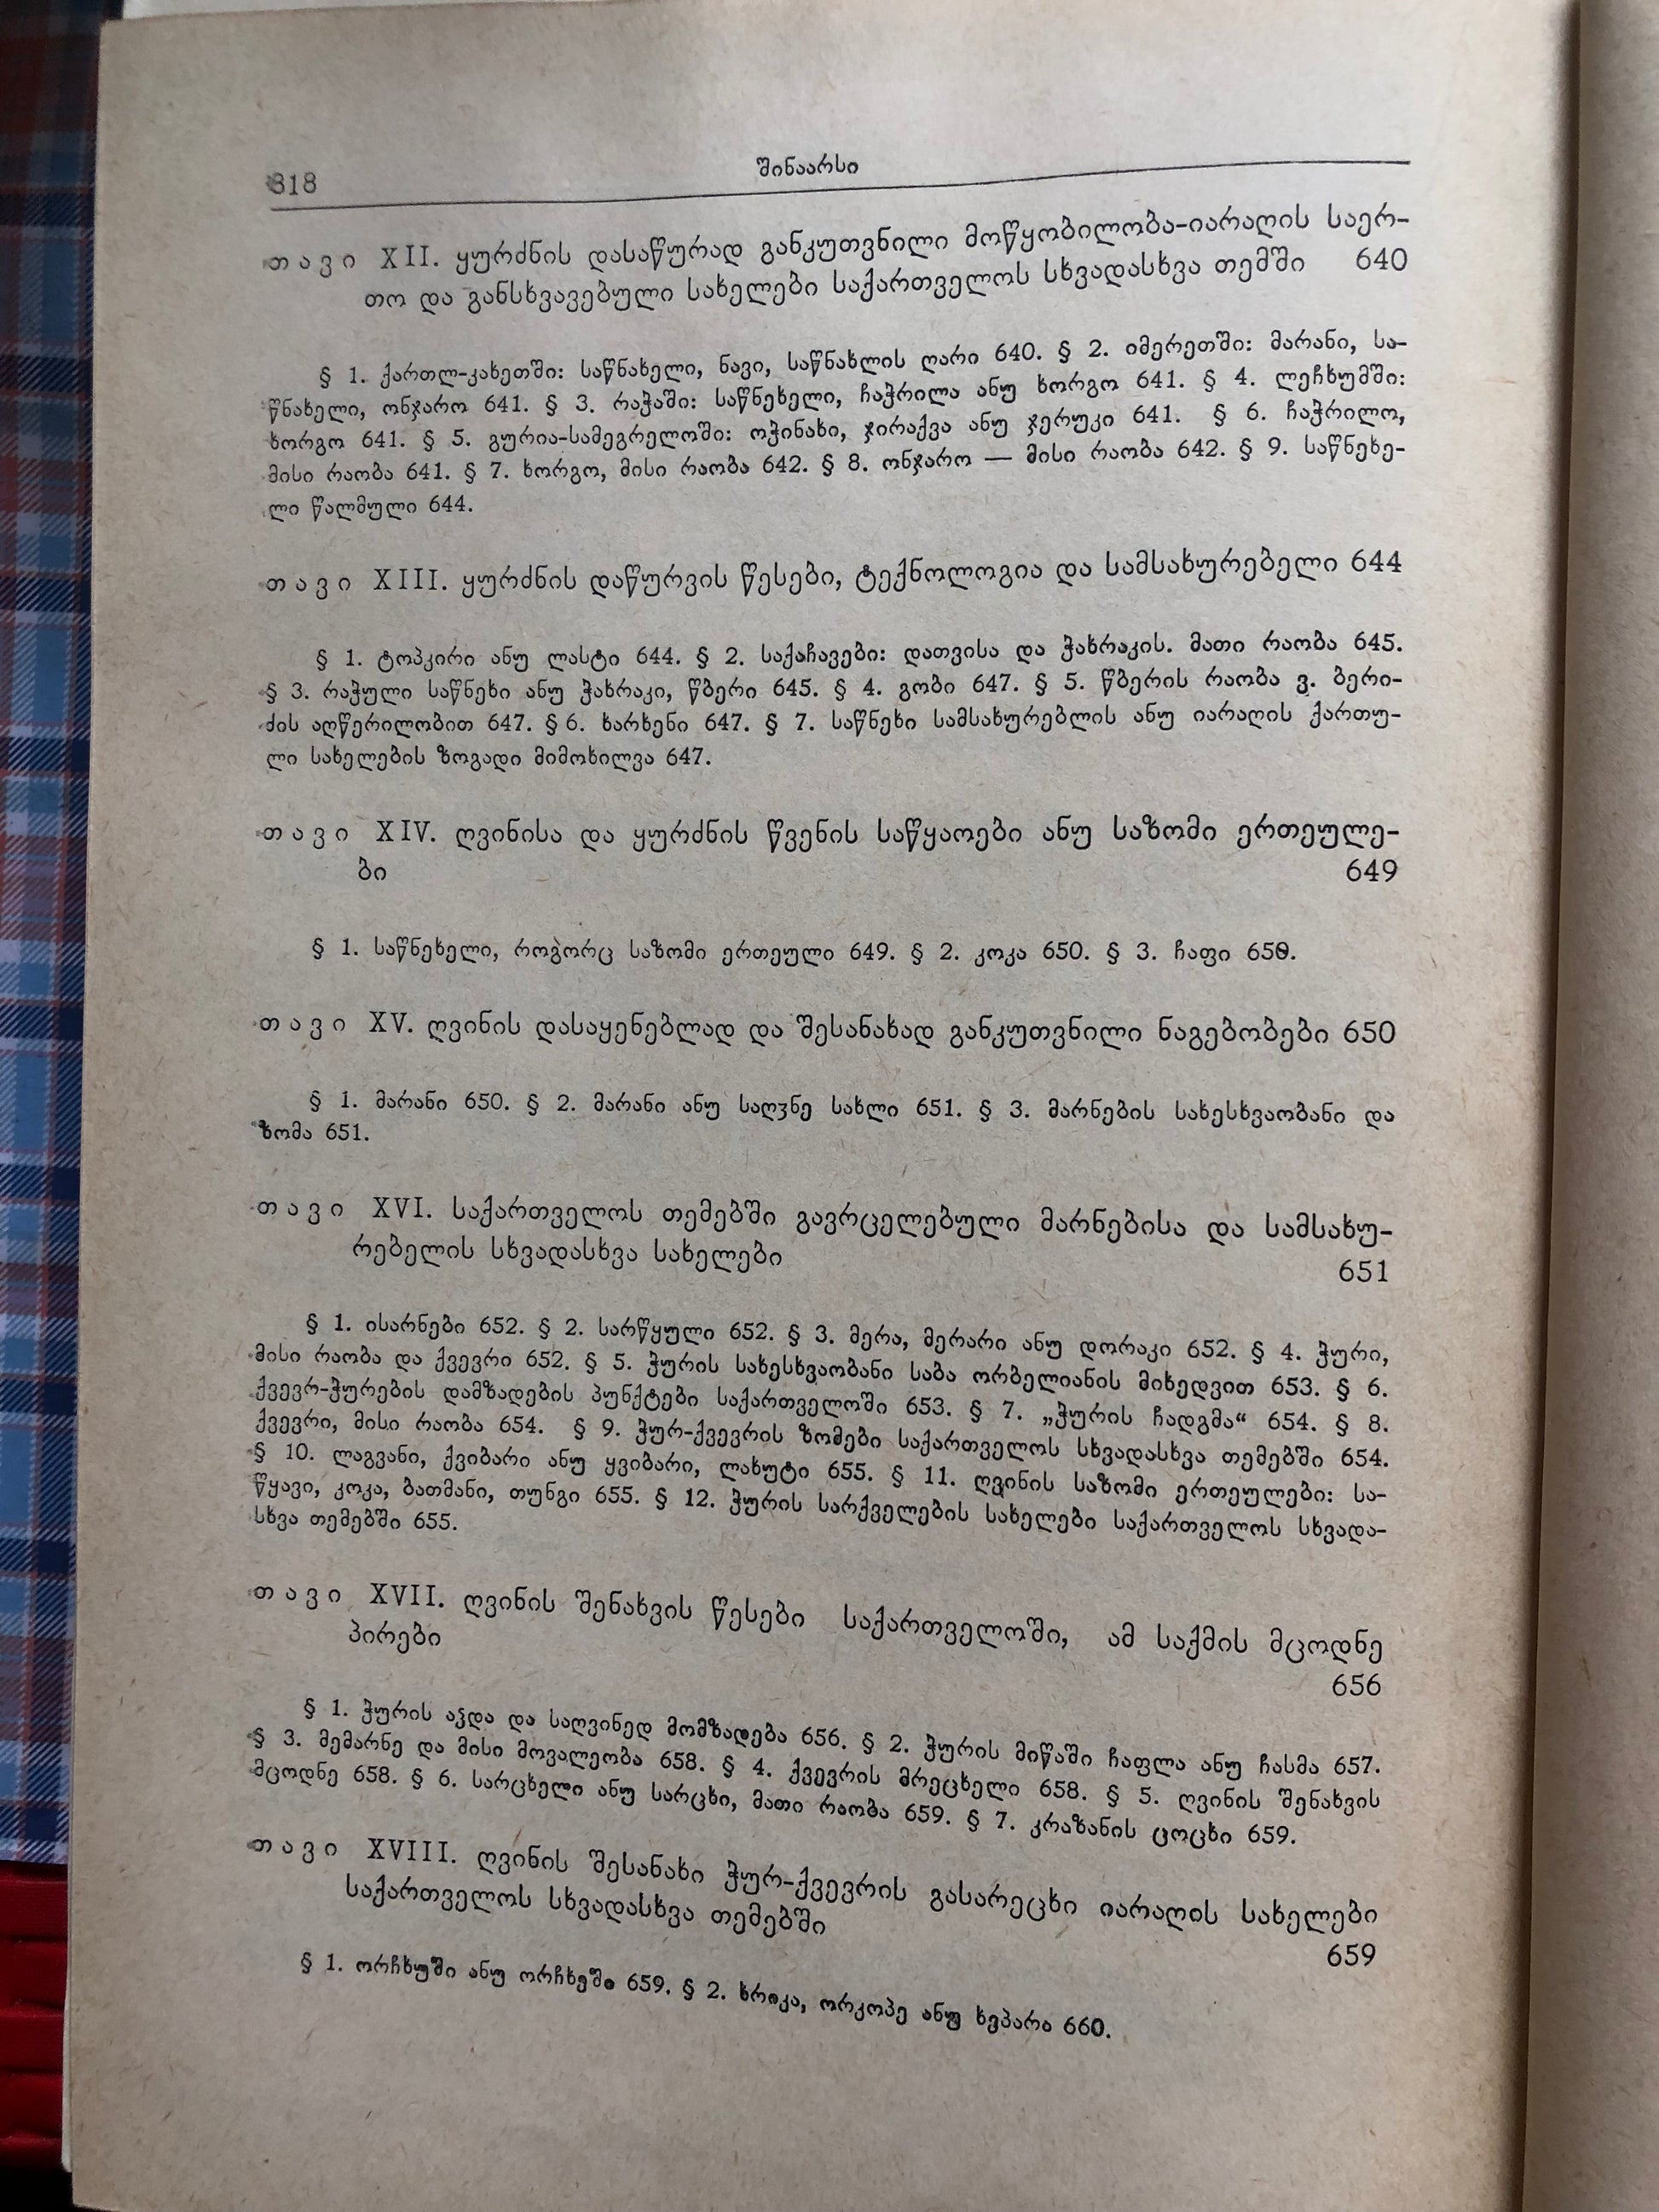 818
შინაარსი
თავი XII. ყურძნის დასაწურად განკუთვნილი მოწყობილობა-იარაღის საერ-
თო და განსხვავებული სახელები საქართველოს სხვადასხვა თემში 640
§ 1. ქართლ-კახეთში: საწნახელი, ნავი, საწნახლის ღარი 640. § 2. იმერეთში: მარანი, სა-
წნახელი, ონჯარო 641. § 3. რაჭაში: საწნეხელი, ჩაჭრილა ანუ ხორგო 641. § 4. ლეჩხუმში:
ხორგო 641. § 5. გურია-სამეგრელოში: ოჭინახი, ჯირაქვა ანუ ჯერუკი 641. § 6. ჩაჭრილო,
მისი რაობა 641. § 7. ხორგო, მისი რაობა 642. § 8. ონჯარო — მისი რაობა 642. § 9. საწნეხე-
ლი წალმული 644.
თავი XIII. ყურძნის დაწურვის წესები, ტექნოლოგია და სამსახურებელი 644
§ 1. ტოპკირი ანუ ლასტი 644. § 2. საქაჩავები: დათვისა და ჭახრაკის. მათი რაობა 645.
§ 3. რაჭული საწნეხი ანუ ჭახრაკი, წბერი 645. § 4. გობი 647. § 5. წბერის რაობა ვ. ბერი-
ძის აღწერილობით 647. § 6. ხარხენი 647. § 7. საწნეხი სამსახურებლის ანუ იარაღის ქართუ-
ლი სახელების ზოგადი მიმოხილვა 647.
თავი XIV. ღვინისა და ყურძნის წვენის საწყაოები ანუ საზომი ერთეულე-
ბი 649
§ 1. საწნეხელი, როგორც საზომი ერთეული 649. § 2. კოკა 650. § 3. ჩაფი 650.
თავი XV. ღვინის დასაყენებლად და შესანახად განკუთვნილი ნაგებობები 650
§ 1. მარანი 650. § 2. მარანი ანუ საღჳნე სახლი 651. § 3. მარნების სახესხვაობანი და
ზომა 651.
თავი XVI. საქართველოს თემებში გავრცელებული მარნებისა და სამსახუ-
რებელის სხვადასხვა სახელები 651
§ 1. ისარნები 652. § 2. სარწყული 652. § 3. მერა, მერარი ანუ დორაკი 652. § 4. ჭური,
მისი რაობა და ქვევრი 652. § 5. ჭურის სახესხვაობანი საბა ორბელიანის მიხედვით 653. § 6.
ქვევრ-ჭურების დამზადების პუნქტები საქართველოში 653. § 7. „ჭურის ჩადგმა“ 654. § 8.
ქვევრი, მისი რაობა 654. § 9. ჭურ-ქვევრის ზომები საქართველოს სხვადასხვა თემებში 654.
§ 10. ლაგვანი, ქვიბარი ანუ ყვიბარი, ლახუტი 655. § 11. ღვინის საზომი ერთეულები: სა-
წყავი, კოკა, ბათმანი, თუნგი 655. § 12. ჭურის სარქველების სახელები საქართველოს სხვადა-
სხვა თემებში 655.
თავი XVII. ღვინის შენახვის წესები საქართველოში, ამ საქმის მცოდნე
პირები 656
§ 1. ჭურის აჴდა და საღვინედ მომზადება 656. § 2. ჭურის მიწაში ჩაფლა ანუ ჩასმა 657.
§ 3. მემარნე და მისი მოვალეობა 658. § 4. ქვევრის მრეცხელი 658. § 5. ღვინის შენახვის
მცოდნე 658. § 6. სარცხელი ანუ სარცხი, მათი რაობა 659. § 7. კრაზანის ცოცხი 659.
თავი XVIII. ღვინის შესანახი ჭურ-ქვევრის გასარეცხი იარაღის სახელები
საქართველოს სხვადასხვა თემებში 659
§ 1. ორჩხუში ანუ ორჩხეში 659. § 2. ხრიკა, ორკოპე ანუ ხეპარა 660.